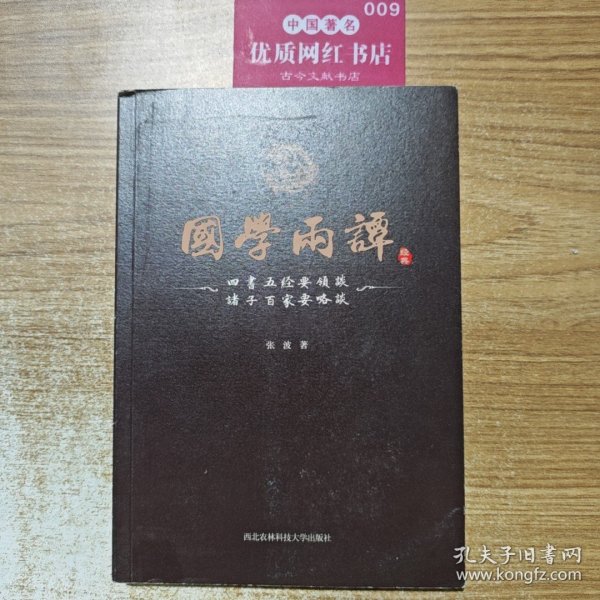 009
中国著名
优质网红书店
古今文献书店
國學兩譚
四書五经要领談
諸子百家要略談
张波 著
西北农林科技大学出版社
孔夫子旧书网
www.kongfz.com